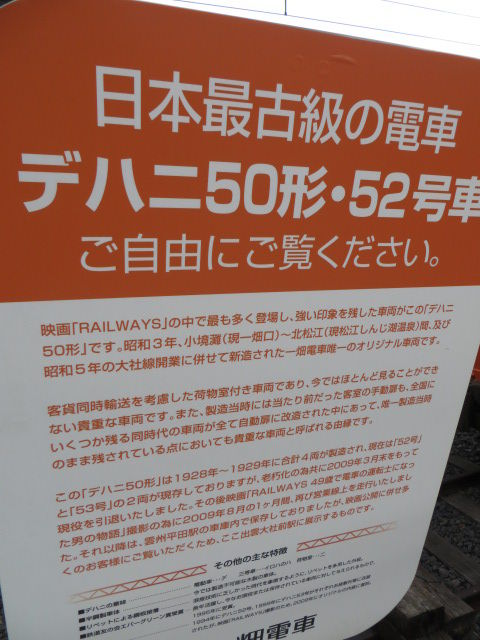 日本最古級の電車
デハニ50形・52号車
ご自由にご覧ください。
映画「RAILWAYS」の中で最も多く登場し、強い印象を残した車両がこの「デハニ
50形」です。昭和3年、小境灘(現一畑口)～北松江(現松江しんじ湖温泉)間、及び
昭和5年の大社線開業に併せて新造された一畑電車唯一のオリジナル車両です。
客貨同時輸送を考慮した荷物室付き車両であり、今ではほとんど見ることができ
ない貴重な車両です。また、製造当時には当たり前だった客室の手動扉も、全国に
いくつか残る同時代の車両が全て自動扉に改造された中にあって、唯一製造当時
のまま残されている点においても貴重な車両と呼ばれる由縁です。
この「デハニ50形」は1928年～1929年に合計4両が製造され、現在は「52号」
と「53号」の2両が現存しておりますが、老朽化の為共に2009年3月末をもって
現役を引退いたしました。その後映画「RAILWAYS 49歳で電車の運転士になっ
た男の物語」撮影の為に2009年8月の1ヶ月間、再び営業線上を走行いたしまし
た。それ以降は、雲州平田駅の車庫内で保存しておりましたが、映画公開に併せ多
くのお客様にご覧いただくため、ここ出雲大社前駅に展示するものです。
その他の主な特徴
■デハニの意味
■半鋼製車体
■リベットによる鋼板接合
畑電車